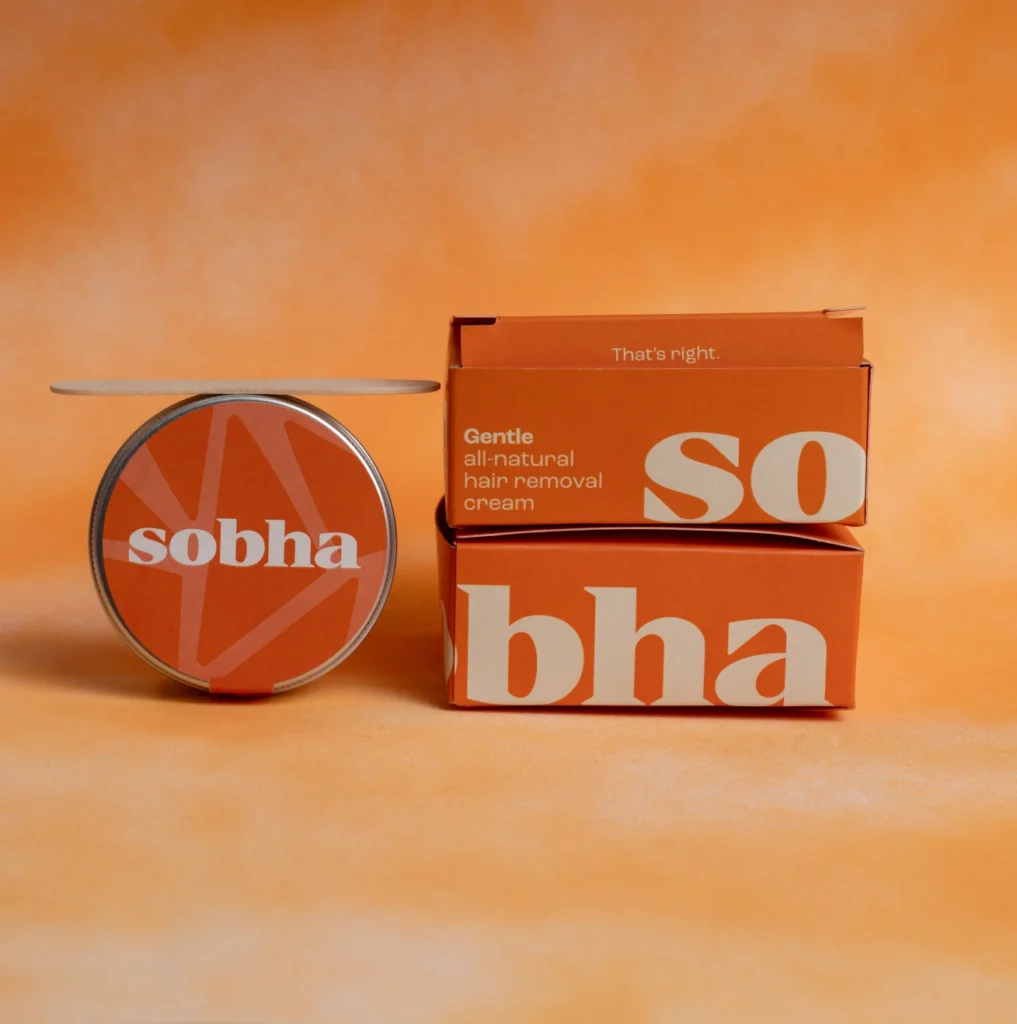 sobha
That's right.
Gentle
all-natural
hair removal
cream
so
bha